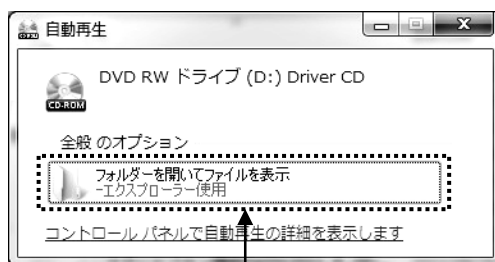 自動再生
DVD RW ドライブ (D:) Driver CD
CD-ROM
全般 のオプション
フォルダーを開いてファイルを表示
-エクスプローラー使用
コントロール パネルで自動再生の詳細を表示します